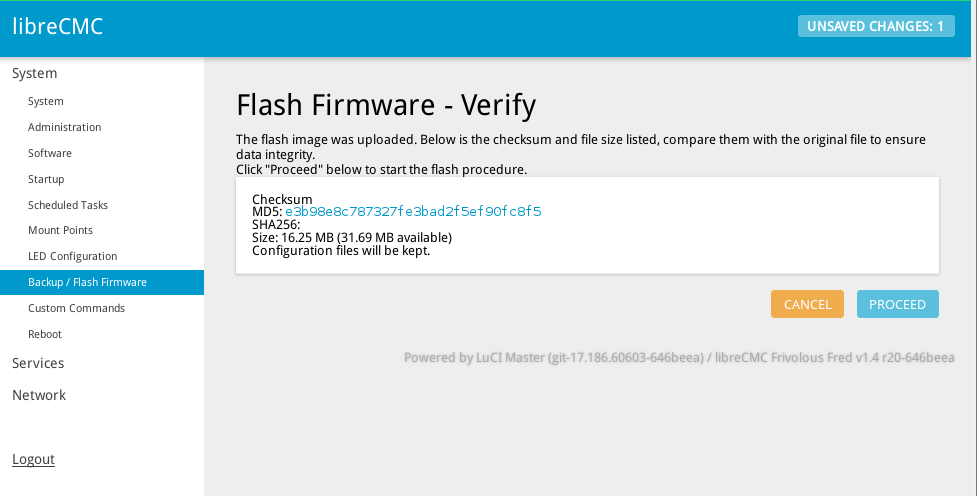 libreCMC
UNSAVED CHANGES: 1
System
System
Administration
Software
Startup
Scheduled Tasks
Mount Points
LED Configuration
Backup / Flash Firmware
Custom Commands
Reboot
Services
Network
Logout
Flash Firmware - Verify
The flash image was uploaded. Below is the checksum and file size listed, compare them with the original file to ensure
data integrity.
Click "Proceed" below to start the flash procedure.
Checksum
MD5: e3b98e8c787327fe3bad2f5ef90fc8f5
SHA256:
Size: 16.25 MB (31.69 MB available)
Configuration files will be kept.
CANCEL
PROCEED
Powered by LuCI Master (git-17.186.60603-646beea) / libreCMC Frivolous Fred v1.4 r20-646beea